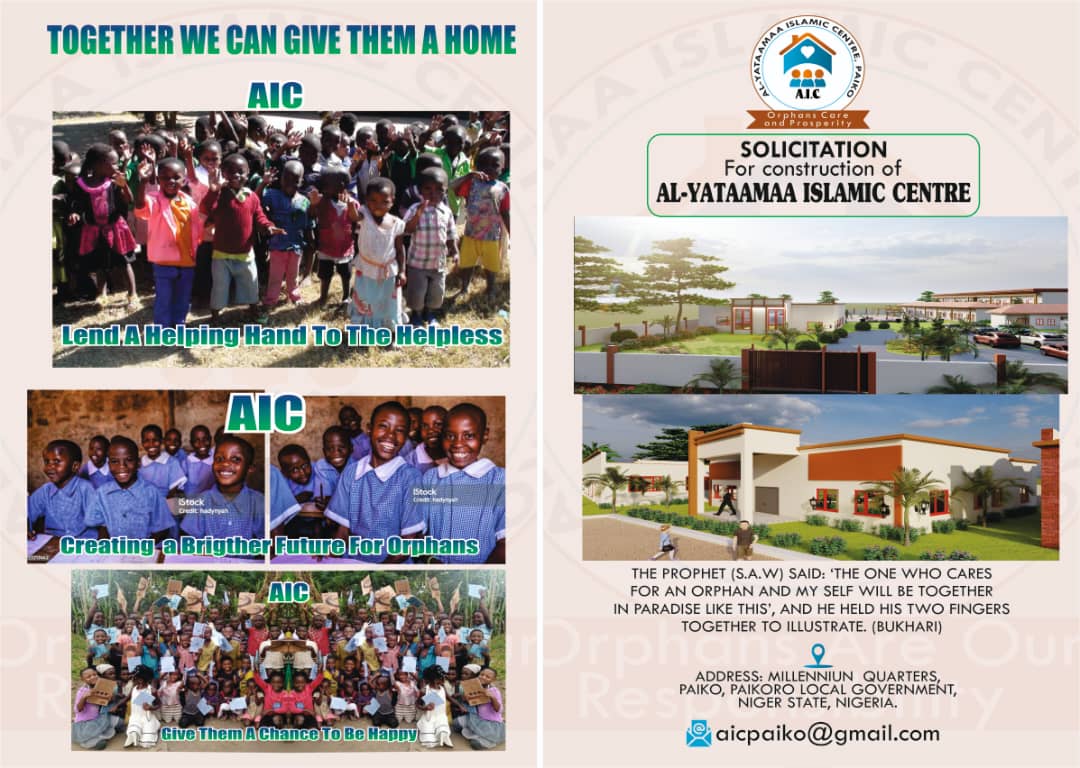 TOGETHER WE CAN GIVE THEM A HOME
AIC
Lend A Helping Hand To The Helpless
AIC
iStock
Credit: hadynyah
iStock
Credit: hadynyah
Creating a Brigther Future For Orphans
AIC
Give Them A Chance To Be Happy
AL-YATAAMAA ISLAMIC CENTRE, PAIKO
A.I.C
Orphans Care
and Prosperity
SOLICITATION
For construction of
AL-YATAAMAA ISLAMIC CENTRE
THE PROPHET (S.A.W) SAID: ‘THE ONE WHO CARES
FOR AN ORPHAN AND MY SELF WILL BE TOGETHER
IN PARADISE LIKE THIS’, AND HE HELD HIS TWO FINGERS
TOGETHER TO ILLUSTRATE. (BUKHARI)
ADDRESS: MILLENNIUN QUARTERS,
PAIKO, PAIKORO LOCAL GOVERNMENT,
NIGER STATE, NIGERIA.
aicpaiko@gmail.com
Orphans Are Our
Responsibility